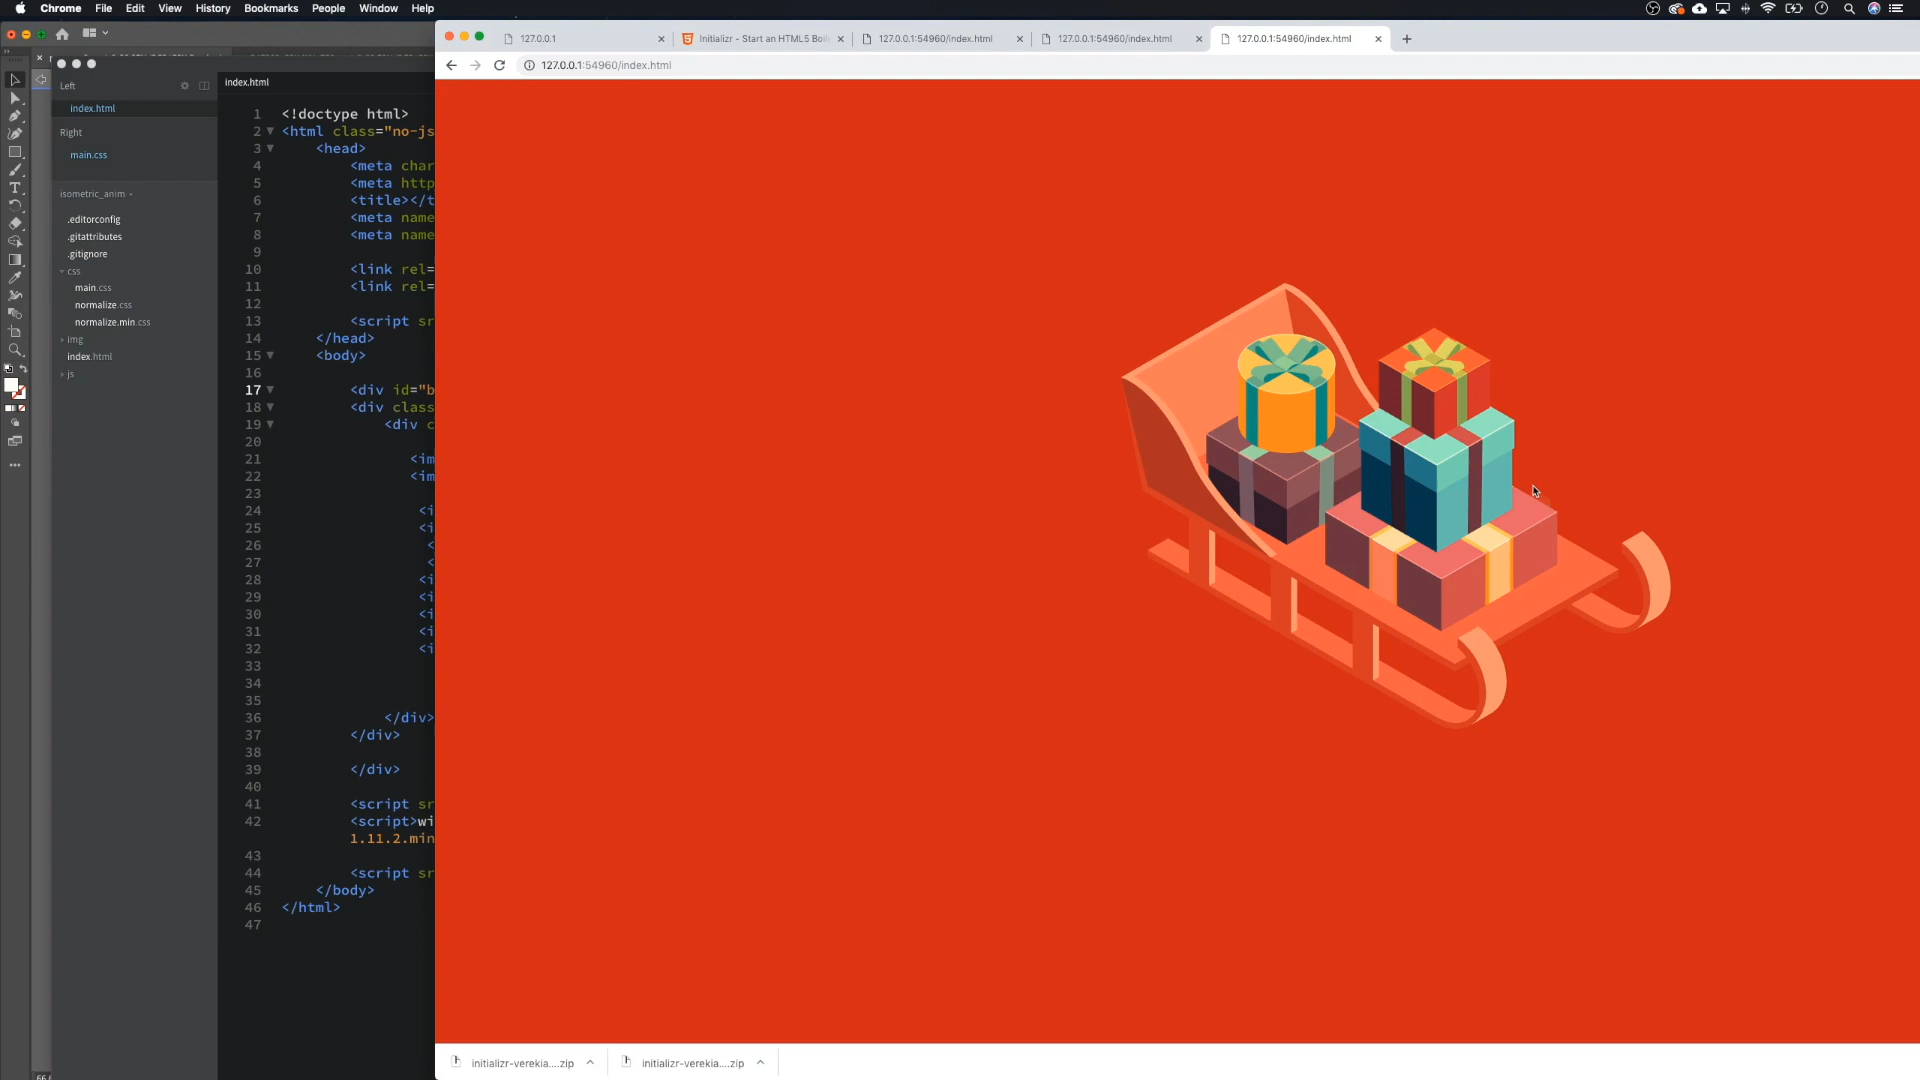 Chrome File Edit View History Bookmarks People Window Help
127.0.0.1
Initializr - Start an HTML5 Boil
127.0.0.1:54960/index.html
127.0.0.1:54960/index.html
127.0.0.1:54960/index.html
127.0.0.1:54960/index.html
Left
index.html
Right
main.css
isometric_anim
.editorconfig
.gitattributes
.gitignore
css
main.css
normalize.css
normalize.min.css
img
index.html
js
index.html
1 <!doctype html>
2 <html class="no-js
3 <head>
4 <meta char
5 <meta http
6 <title></t
7 <meta name
8 <meta name
9
10 <link rel=
11 <link rel=
12
13 <script sr
14 </head>
15 <body>
16
17 <div id="b
18 <div class
19 <div c
20
21 <im
22 <im
23
24 <i
25 <i
26 <
27 <
28 <i
29 <i
30 <i
31 <i
32 <i
33
34
35
36 </div>
37 </div>
38
39 </div>
40
41 <script sr
42 <script>wi
1.11.2.min
43
44 <script sr
45 </body>
46 </html>
47
initializr-verekia....zip
initializr-verekia....zip